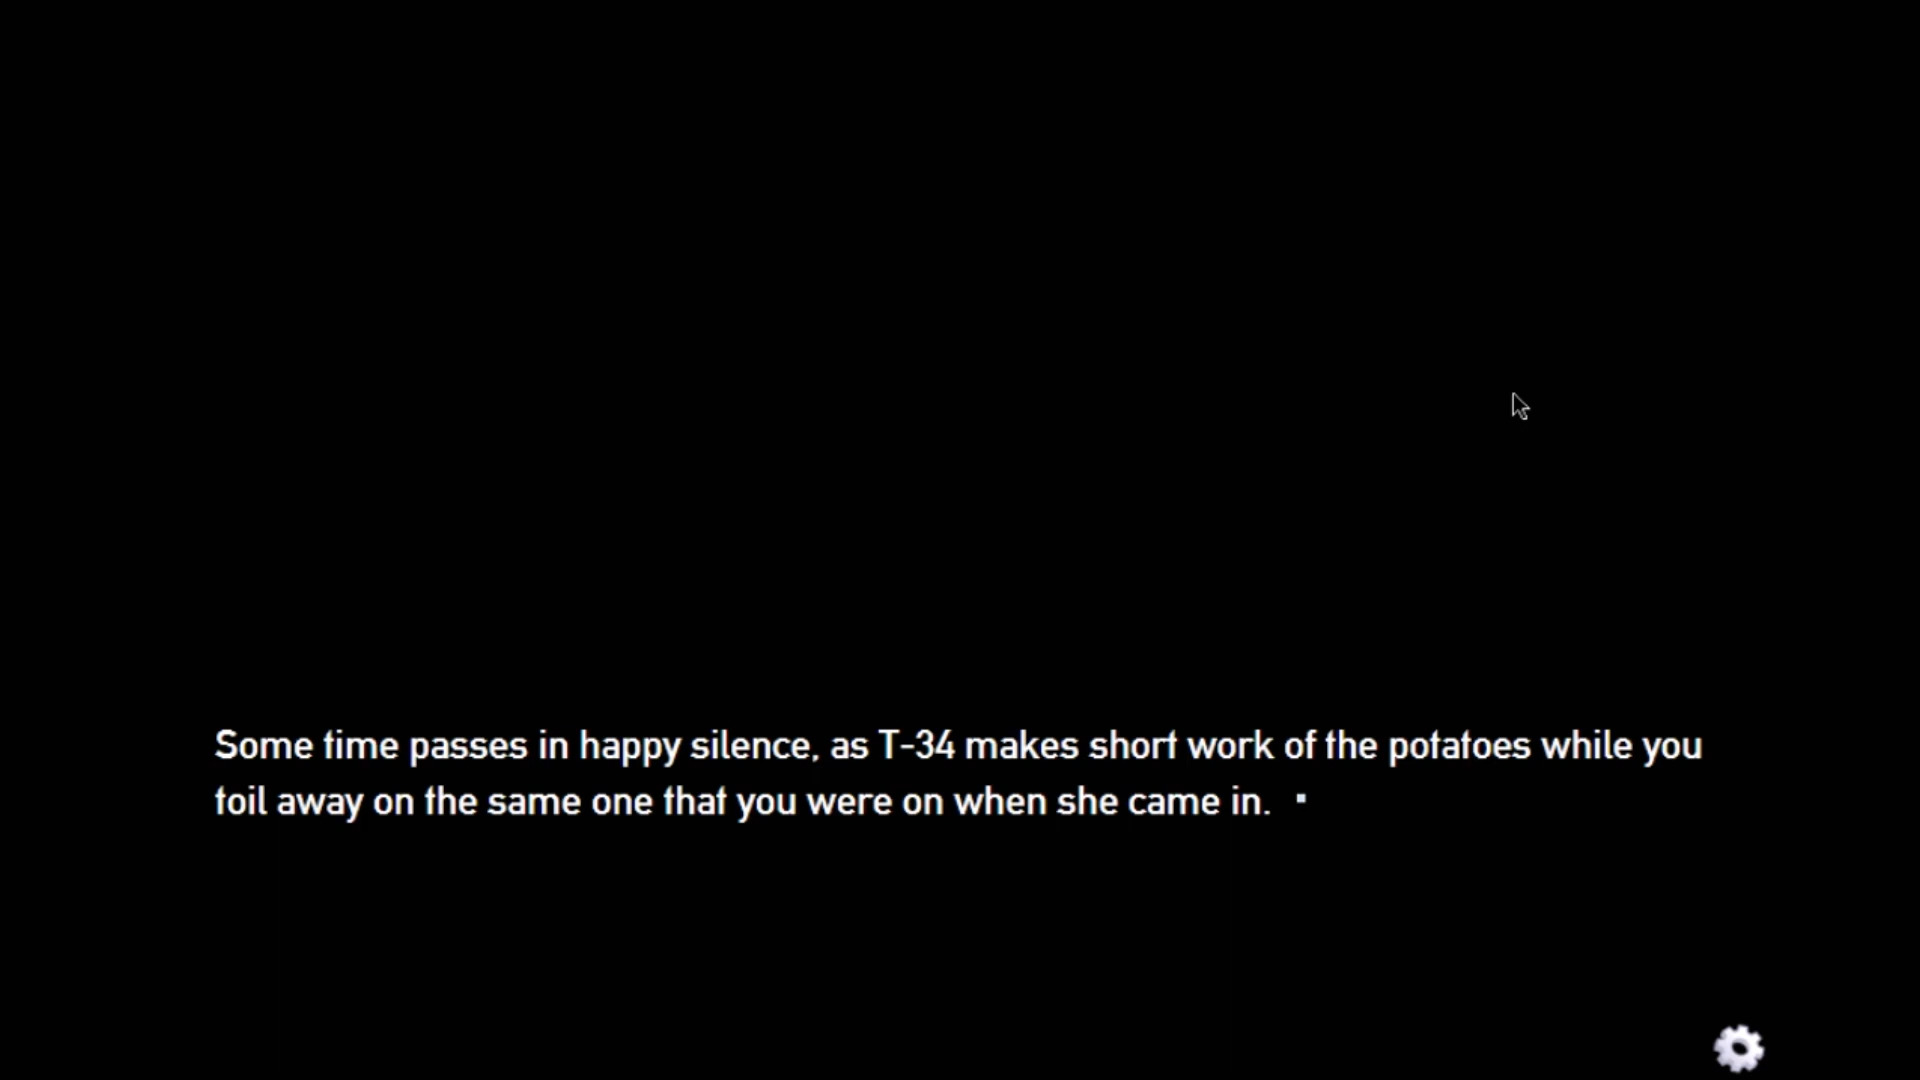 Some time passes in happy silence, as T-34 makes short work of the potatoes while you
toil away on the same one that you were on when she came in.